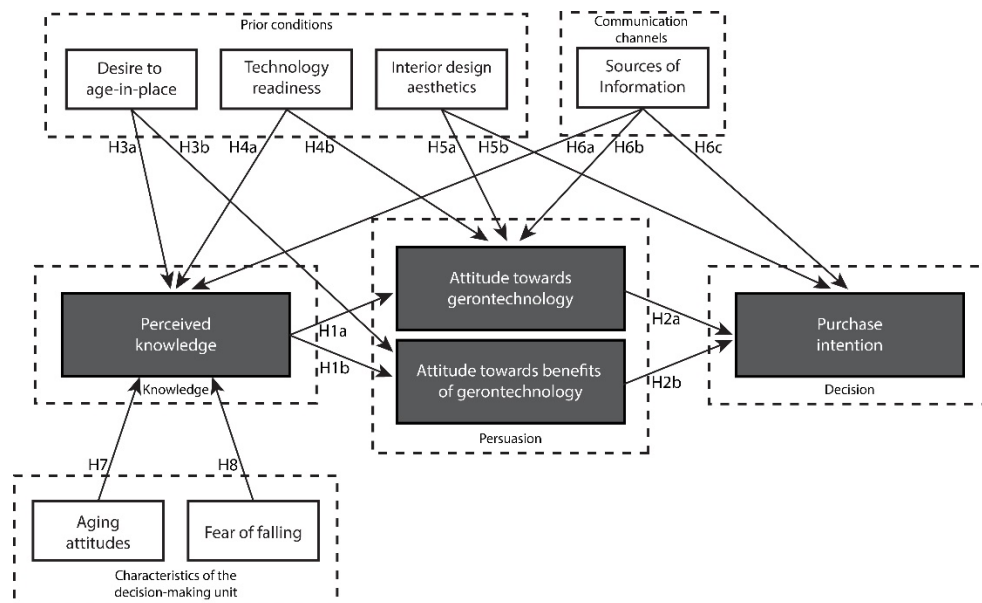 Prior conditions
Communication
channels
Desire to
age-in-place
Technology
readiness
Interior design
aesthetics
Sources of
Information
H3a
H3b
H4a
H4b
H5a
H5b
H6a
H6b
H6c
Attitude towards
gerontechnology
Perceived
knowledge
H1a
H1b
H2a
H2b
Purchase
intention
Attitude towards benefits
of gerontechnology
Knowledge
Persuasion
Decision
H7
H8
Aging
attitudes
Fear of falling
Characteristics of the
decision-making unit